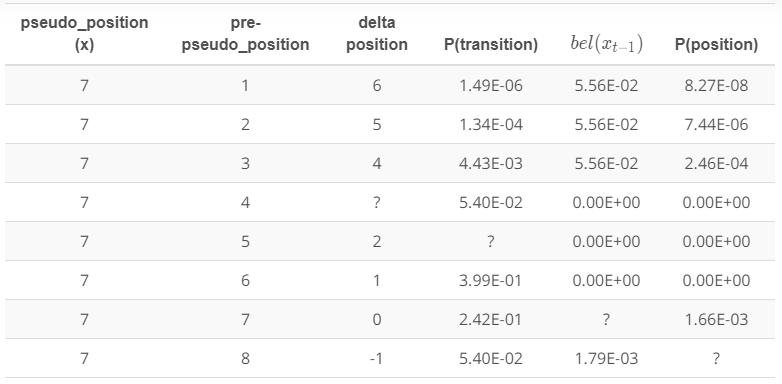 pseudo_position (x) pre-pseudo_position delta position P(transition) bel(x_{t−1}) P(position)
7 1 6 1.49E-06 5.56E-02 8.27E-08
7 2 5 1.34E-04 5.56E-02 7.44E-06
7 3 4 4.43E-03 5.56E-02 2.46E-04
7 4 ? 5.40E-02 0.00E+00 0.00E+00
7 5 2 ? 0.00E+00 0.00E+00
7 6 1 3.99E-01 0.00E+00 0.00E+00
7 7 0 2.42E-01 ? 1.66E-03
7 8 -1 5.40E-02 1.79E-03 ?